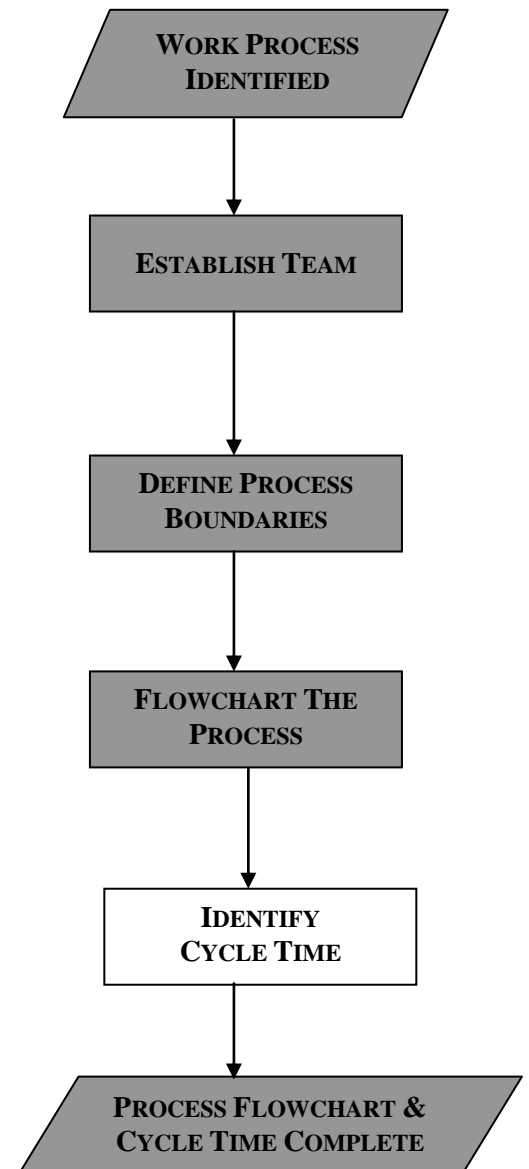 WORK PROCESS
IDENTIFIED
ESTABLISH TEAM
DEFINE PROCESS
BOUNDARIES
FLOWCHART THE
PROCESS
IDENTIFY
CYCLE TIME
PROCESS FLOWCHART &
CYCLE TIME COMPLETE